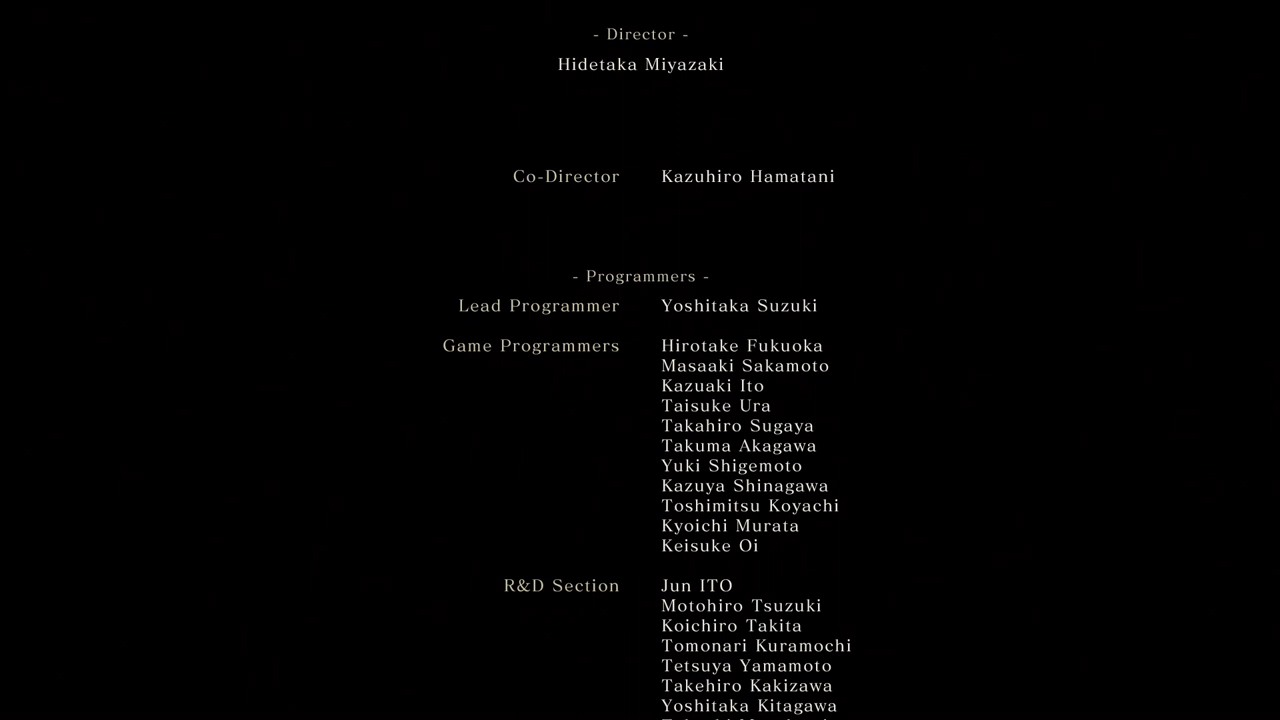 - Director -
Hidetaka Miyazaki
Co-Director Kazuhiro Hamatani
- Programmers -
Lead Programmer Yoshitaka Suzuki
Game Programmers Hirotake Fukuoka
Masaaki Sakamoto
Kazuaki Ito
Taisuke Ura
Takahiro Sugaya
Takuma Akagawa
Yuki Shigemoto
Kazuya Shinagawa
Toshimitsu Koyachi
Kyoichi Murata
Keisuke Oi
R&D Section Jun ITO
Motohiro Tsuzuki
Koichiro Takita
Tomonari Kuramochi
Tetsuya Yamamoto
Takehiro Kakizawa
Yoshitaka Kitagawa